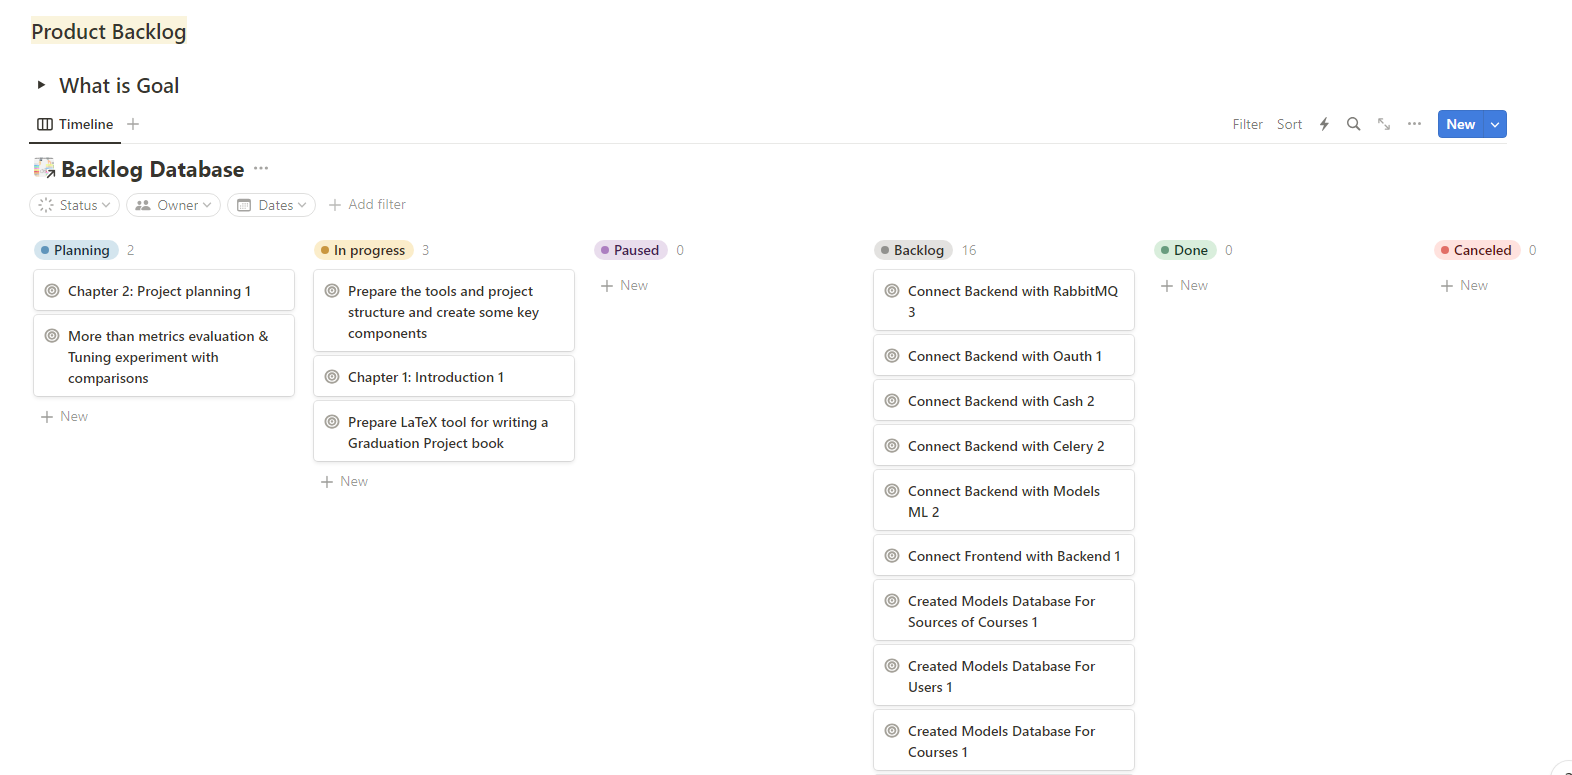 Product Backlog
What is Goal
Timeline
Filter Sort New
Backlog Database
Status Owner Dates Add filter
Planning 2
Chapter 2: Project planning 1
More than metrics evaluation &
Tuning experiment with
comparisons
New
In progress 3
Prepare the tools and project
structure and create some key
components
Chapter 1: Introduction 1
Prepare LaTeX tool for writing a
Graduation Project book
New
Paused 0
New
Backlog 16
Connect Backend with RabbitMQ
3
Connect Backend with Oauth 1
Connect Backend with Cash 2
Connect Backend with Celery 2
Connect Backend with Models
ML 2
Connect Frontend with Backend 1
Created Models Database For
Sources of Courses 1
Created Models Database For
Users 1
Created Models Database For
Courses 1
Done 0
New
Canceled 0
New